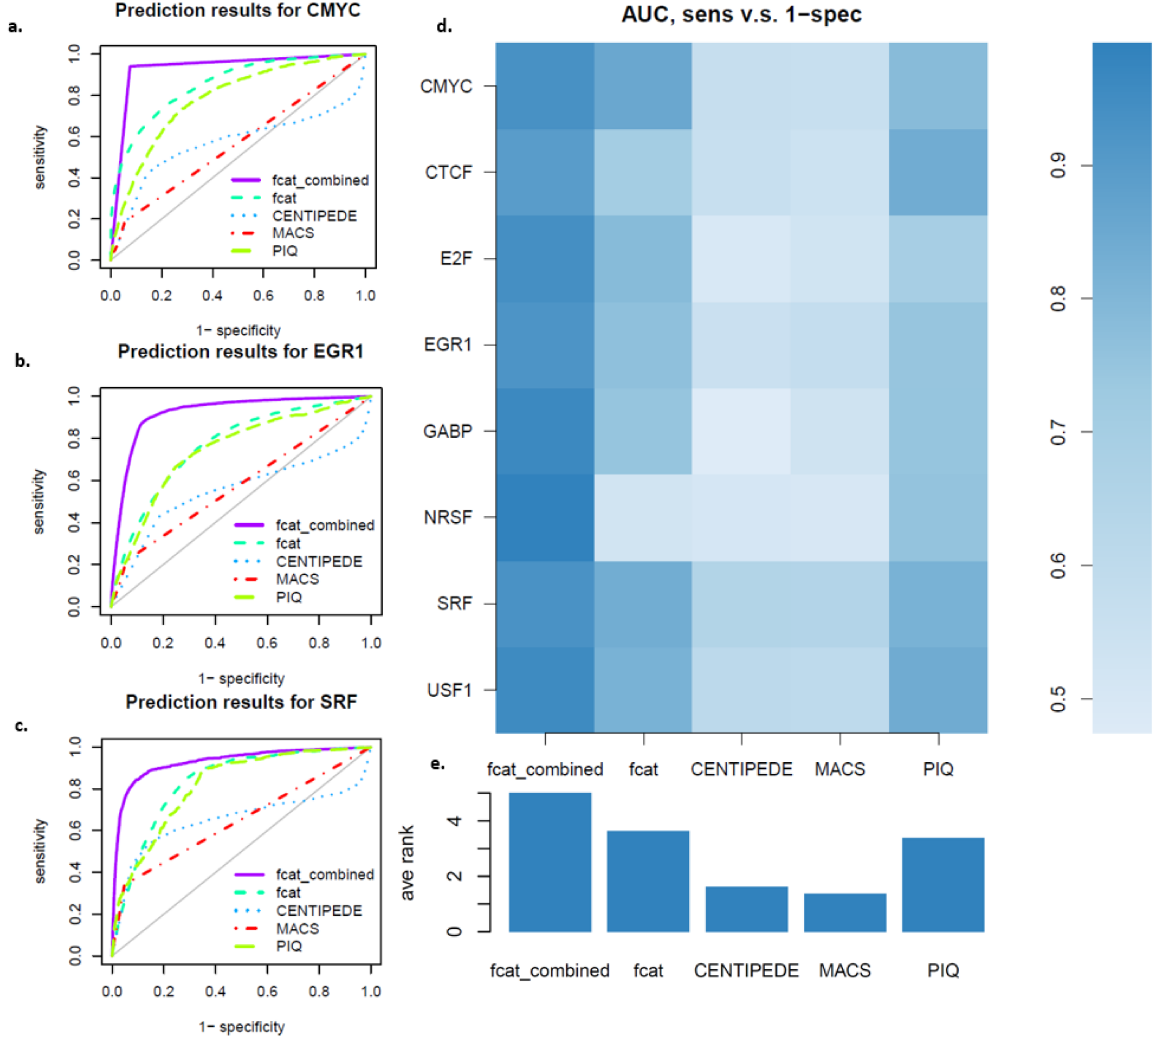 a.
Prediction results for CMYC
sensitivity
1.0
0.8
0.6
0.4
0.2
0.0
fcat_combined
fcat
CENTIPEDE
MACS
PIQ
0.0 0.2 0.4 0.6 0.8 1.0
1− specificity
b.
Prediction results for EGR1
sensitivity
1.0
0.8
0.6
0.4
0.2
0.0
fcat_combined
fcat
CENTIPEDE
MACS
PIQ
0.0 0.2 0.4 0.6 0.8 1.0
1− specificity
c.
Prediction results for SRF
sensitivity
1.0
0.8
0.6
0.4
0.2
0.0
fcat_combined
fcat
CENTIPEDE
MACS
PIQ
0.0 0.2 0.4 0.6 0.8 1.0
1− specificity
d.
AUC, sens v.s. 1−spec
CMYC
CTCF
E2F
EGR1
GABP
NRSF
SRF
USF1
fcat_combined fcat CENTIPEDE MACS PIQ
0.9
0.8
0.7
0.6
0.5
e.
ave rank
4
2
0
fcat_combined fcat CENTIPEDE MACS PIQ